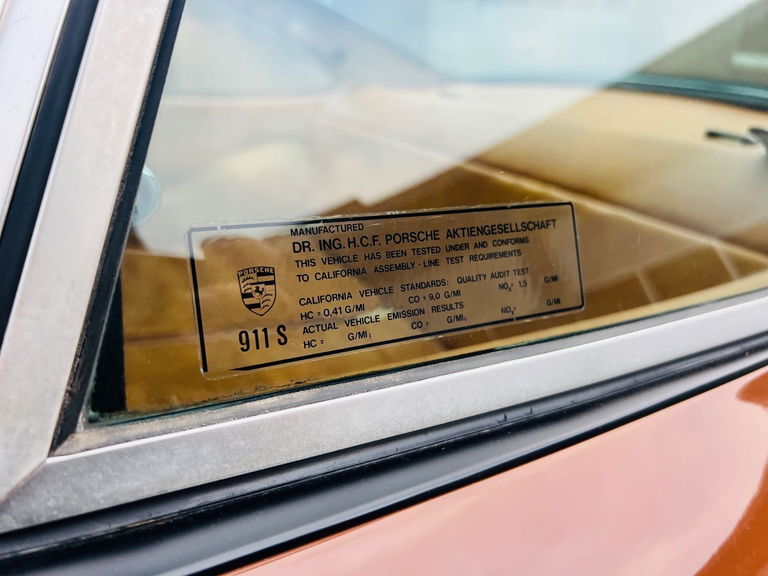 MANUFACTURED
DR. ING. H.C.F. PORSCHE AKTIENGESELLSCHAFT
THIS VEHICLE HAS BEEN TESTED UNDER AND CONFORMS
TO CALIFORNIA ASSEMBLY - LINE TEST REQUIREMENTS
PORSCHE
911 S
CALIFORNIA VEHICLE STANDARDS: QUALITY AUDIT TEST
HC = 0,41 G/MI CO = 9,0 G/MI NOx: 1,5 G/MI
ACTUAL VEHICLE EMISSION RESULTS
HC = G/MI; CO = G/MI; NOx: G/MI